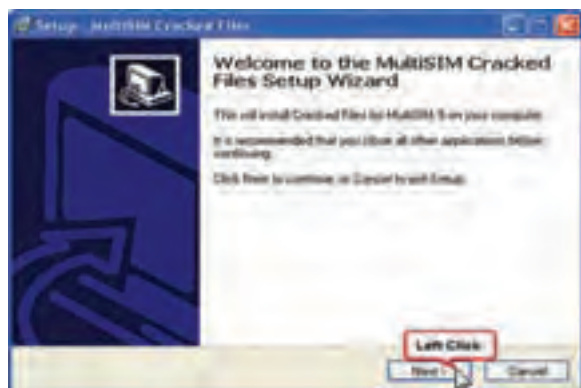 Setup - MultiSIM Cracked Files
Welcome to the MultiSIM Cracked
Files Setup Wizard
This will install Cracked Files for MultiSIM 9 on your computer.
It is recommended that you close all other applications before
continuing.
Click Next to continue, or Cancel to exit Setup.
Left Click
Next >
Cancel